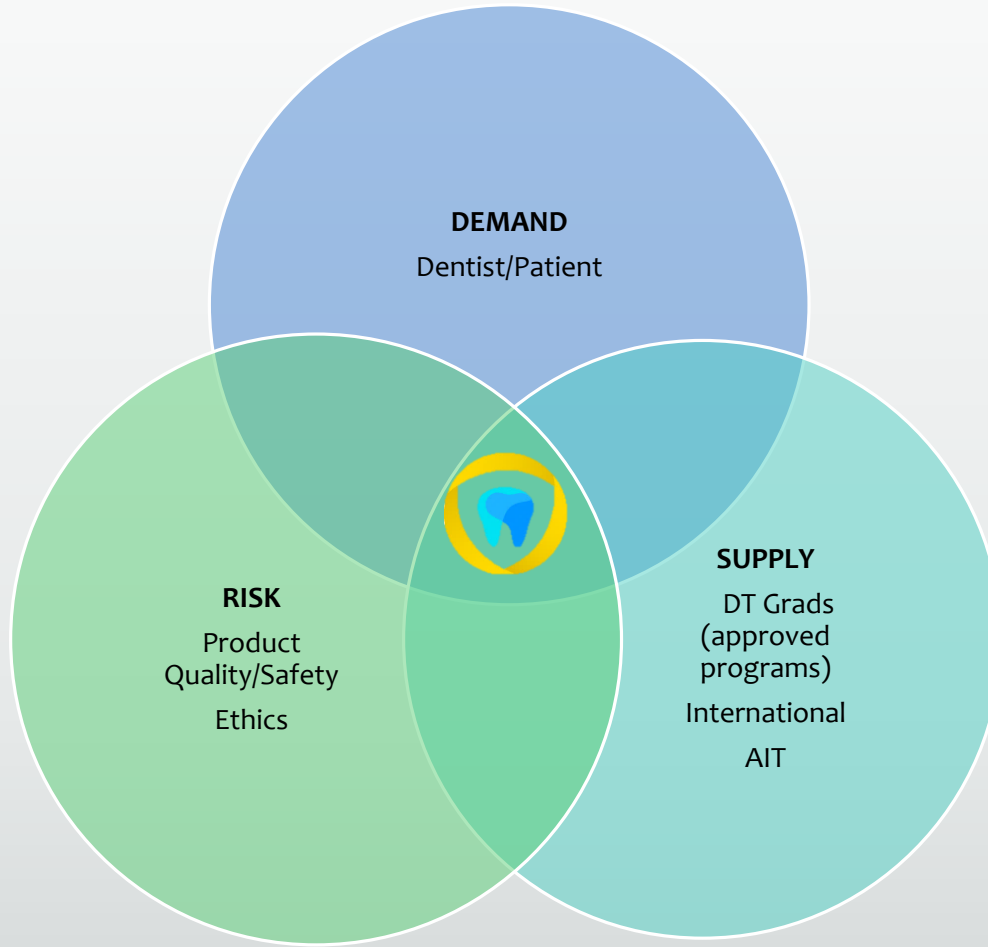 DEMAND
Dentist/Patient
RISK
Product
Quality/Safety
Ethics
SUPPLY
DT Grads
(approved
programs)
International
AIT